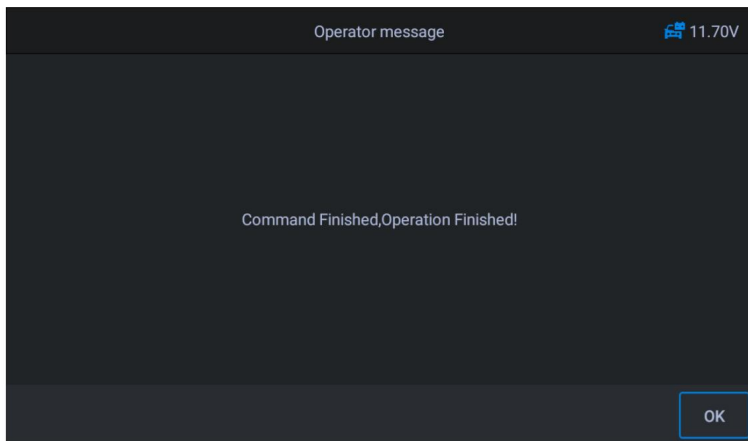 Operator message
11.70V
Command Finished,Operation Finished!
OK